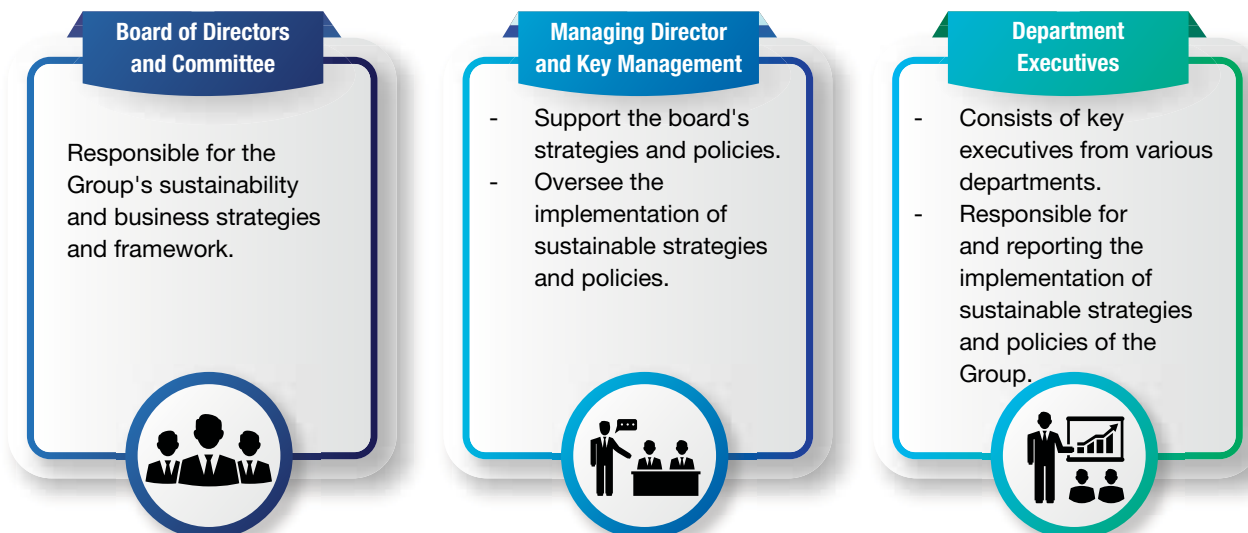 Board of Directors
and Committee
Responsible for the
Group's sustainability
and business strategies
and framework.
Managing Director
and Key Management
- Support the board's
strategies and policies.
- Oversee the
implementation of
sustainable strategies
and policies.
Department
Executives
- Consists of key
executives from various
departments.
- Responsible for
and reporting the
implementation of
sustainable strategies
and policies of the
Group.